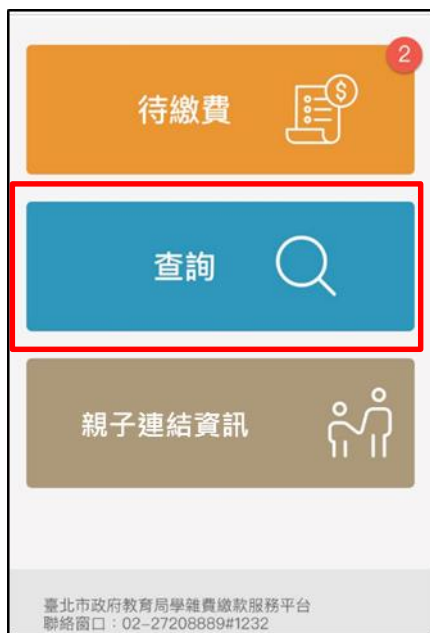 2
待繳費
查詢
親子連結資訊
臺北市政府教育局學雜費繳款服務平台
聯絡窗口：02-27208889#1232